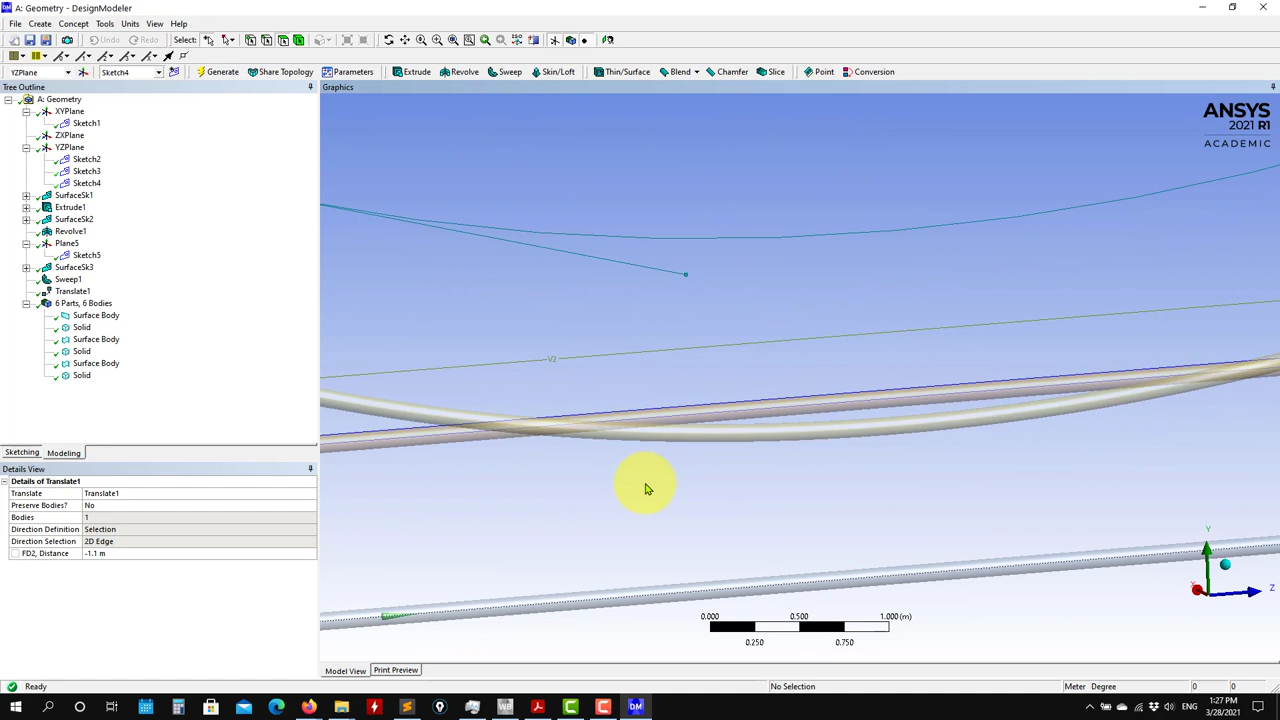 A: Geometry - DesignModeler
File Create Concept Tools Units View Help
Undo Redo Select:
YZPlane Sketch4 Generate Share Topology Parameters Extrude Revolve Sweep Skin/Loft Thin/Surface Blend Chamfer Slice Point Conversion
Tree Outline
Graphics
A: Geometry
XYPlane
Sketch1
ZXPlane
YZPlane
Sketch2
Sketch3
Sketch4
SurfaceSk1
Extrude1
SurfaceSk2
Revolve1
Plane5
Sketch5
SurfaceSk3
Sweep1
Translate1
6 Parts, 6 Bodies
Surface Body
Solid
Surface Body
Solid
Surface Body
Solid
Sketching Modeling
Details View
Details of Translate1
Translate Translate1
Preserve Bodies? No
Bodies 1
Direction Definition Selection
Direction Selection 2D Edge
FD2, Distance -1.1 m
ANSYS
2021 R1
ACADEMIC
V2
Y
Z
0.000 0.500 1.000 (m)
0.250 0.750
Model View Print Preview
Ready No Selection Meter Degree 0 0
WB DM ENG 1:27 PM
3/28/2021